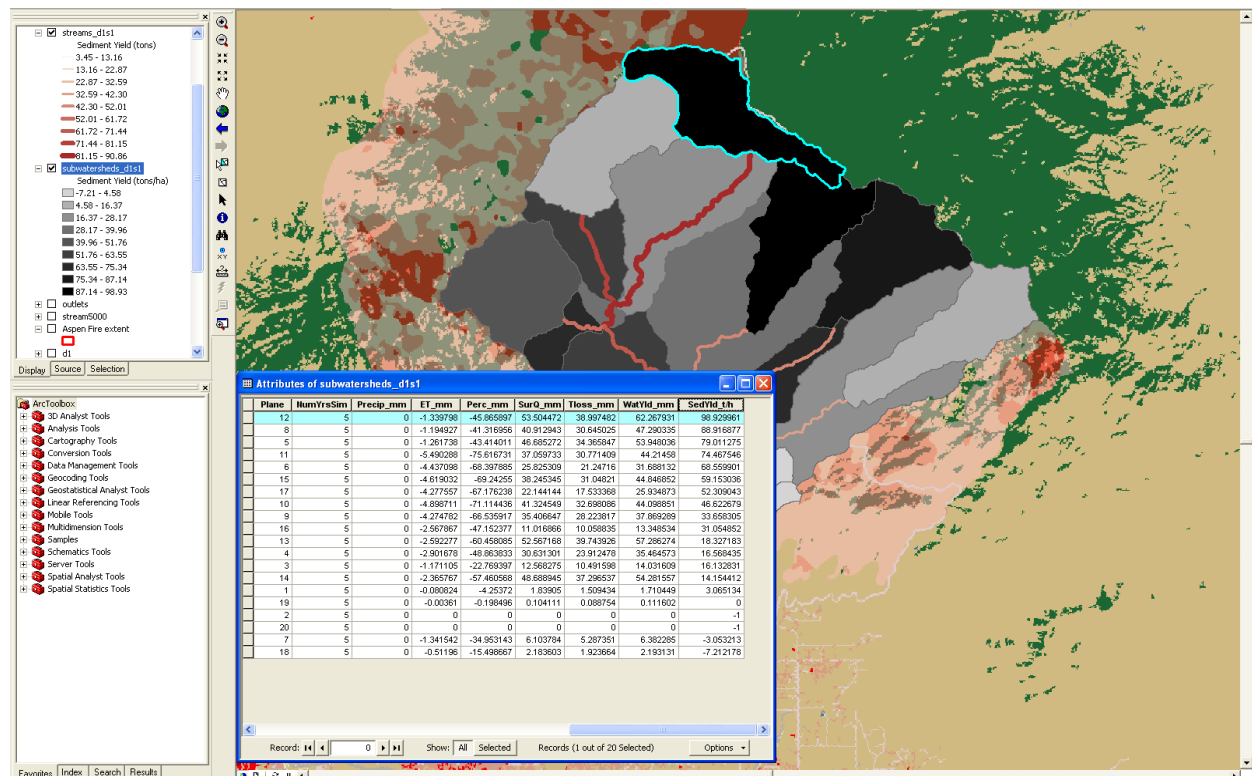 streams_d1s1
Sediment Yield (tons)
3.45 - 13.16
13.16 - 22.87
22.87 - 32.59
32.59 - 42.30
42.30 - 52.01
52.01 - 61.72
61.72 - 71.44
71.44 - 81.15
81.15 - 90.86
subwatersheds_d1s1
Sediment Yield (tons/ha)
-7.21 - 4.58
4.58 - 16.37
16.37 - 28.17
28.17 - 39.96
39.96 - 51.76
51.76 - 63.55
63.55 - 75.34
75.34 - 87.14
87.14 - 98.93
outlets
stream5000
Aspen Fire extent
d1
Display Source Selection
ArcToolbox
3D Analyst Tools
Analysis Tools
Cartography Tools
Conversion Tools
Data Management Tools
Geocoding Tools
Geostatistical Analyst Tools
Linear Referencing Tools
Mobile Tools
Multidimension Tools
Samples
Schematics Tools
Server Tools
Spatial Analyst Tools
Spatial Statistics Tools
Favorites Index Search Results
Attributes of subwatersheds_d1s1
Plane NumYrsSim Precip_mm ET_mm Perc_mm SurQ_mm Tloss_mm WatYld_mm SedYld_t/h
12 5 0 -1.339798 -45.865897 53.504472 38.997482 62.267931 98.929961
8 5 0 -1.194927 -41.316956 40.912943 30.645025 47.290335 88.916877
5 5 0 -1.261738 -43.414011 46.685272 34.365847 53.948036 79.011275
11 5 0 -5.490288 -75.616731 37.059733 30.771409 44.21458 74.467546
6 5 0 -4.437098 -68.397885 25.825309 21.24716 31.688132 68.559901
15 5 0 -4.619032 -69.24255 38.245345 31.04821 44.846852 59.153036
17 5 0 -4.277557 -67.176238 22.144144 17.533368 25.934873 52.309043
10 5 0 -4.898711 -71.114436 41.324549 32.698086 44.098851 46.622679
9 5 0 -4.274782 -66.535917 35.406647 28.223817 37.869289 33.658305
16 5 0 -2.567867 -47.152377 11.016866 10.058835 13.348534 31.054852
13 5 0 -2.592277 -60.458085 52.567168 39.743926 57.286274 18.327183
4 5 0 -2.901678 -48.863833 30.631301 23.912478 35.464573 16.568435
3 5 0 -1.171105 -22.769397 12.568275 10.491598 14.031609 16.132831
14 5 0 -2.365767 -57.460568 48.688945 37.296537 54.281557 14.154412
1 5 0 -0.080824 -4.25372 1.83905 1.509434 1.710449 3.065134
19 5 0 -0.00361 -0.198496 0.104111 0.088754 0.111602 0
2 5 0 0 0 0 0 0 -1
20 5 0 0 0 0 0 0 -1
7 5 0 -1.341542 -34.953143 6.103784 5.287351 6.382285 -3.053213
18 5 0 -0.51196 -15.498667 2.183603 1.923664 2.193131 -7.212178
Record: 0 Show: All Selected Records (1 out of 20 Selected) Options